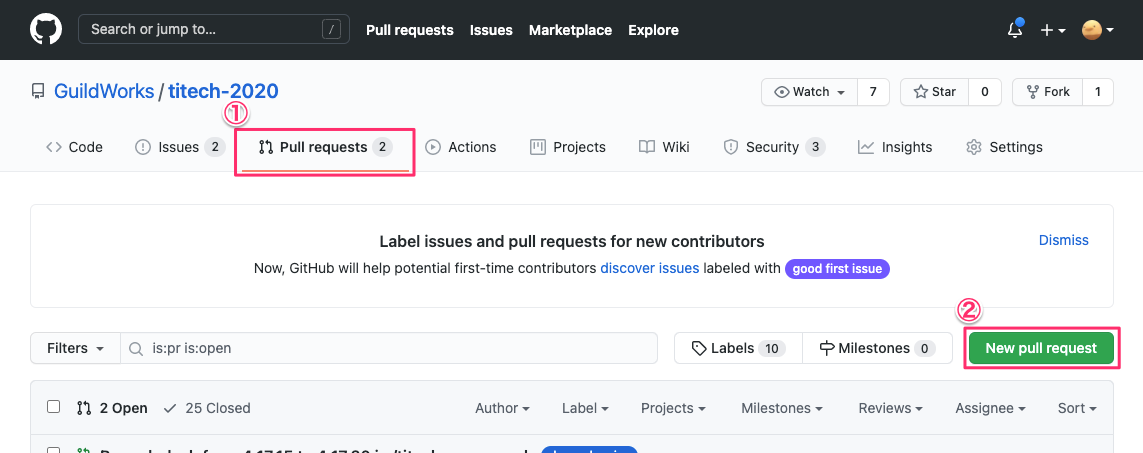 Search or jump to... / Pull requests Issues Marketplace Explore
GuildWorks / titech-2020 Watch 7 Star 0 Fork 1
①
Code Issues 2 Pull requests 2 Actions Projects Wiki Security 3 Insights Settings
Label issues and pull requests for new contributors Dismiss
Now, GitHub will help potential first-time contributors discover issues labeled with good first issue
②
Filters is:pr is:open Labels 10 Milestones 0 New pull request
2 Open 25 Closed Author Label Projects Milestones Reviews Assignee Sort